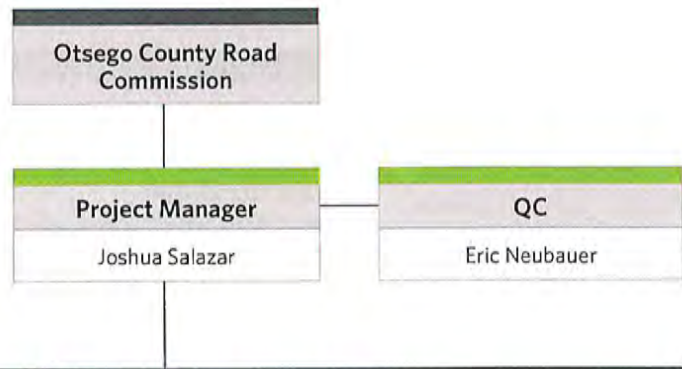 Otsego County Road
Commission
Project Manager
Joshua Salazar
QC
Eric Neubauer